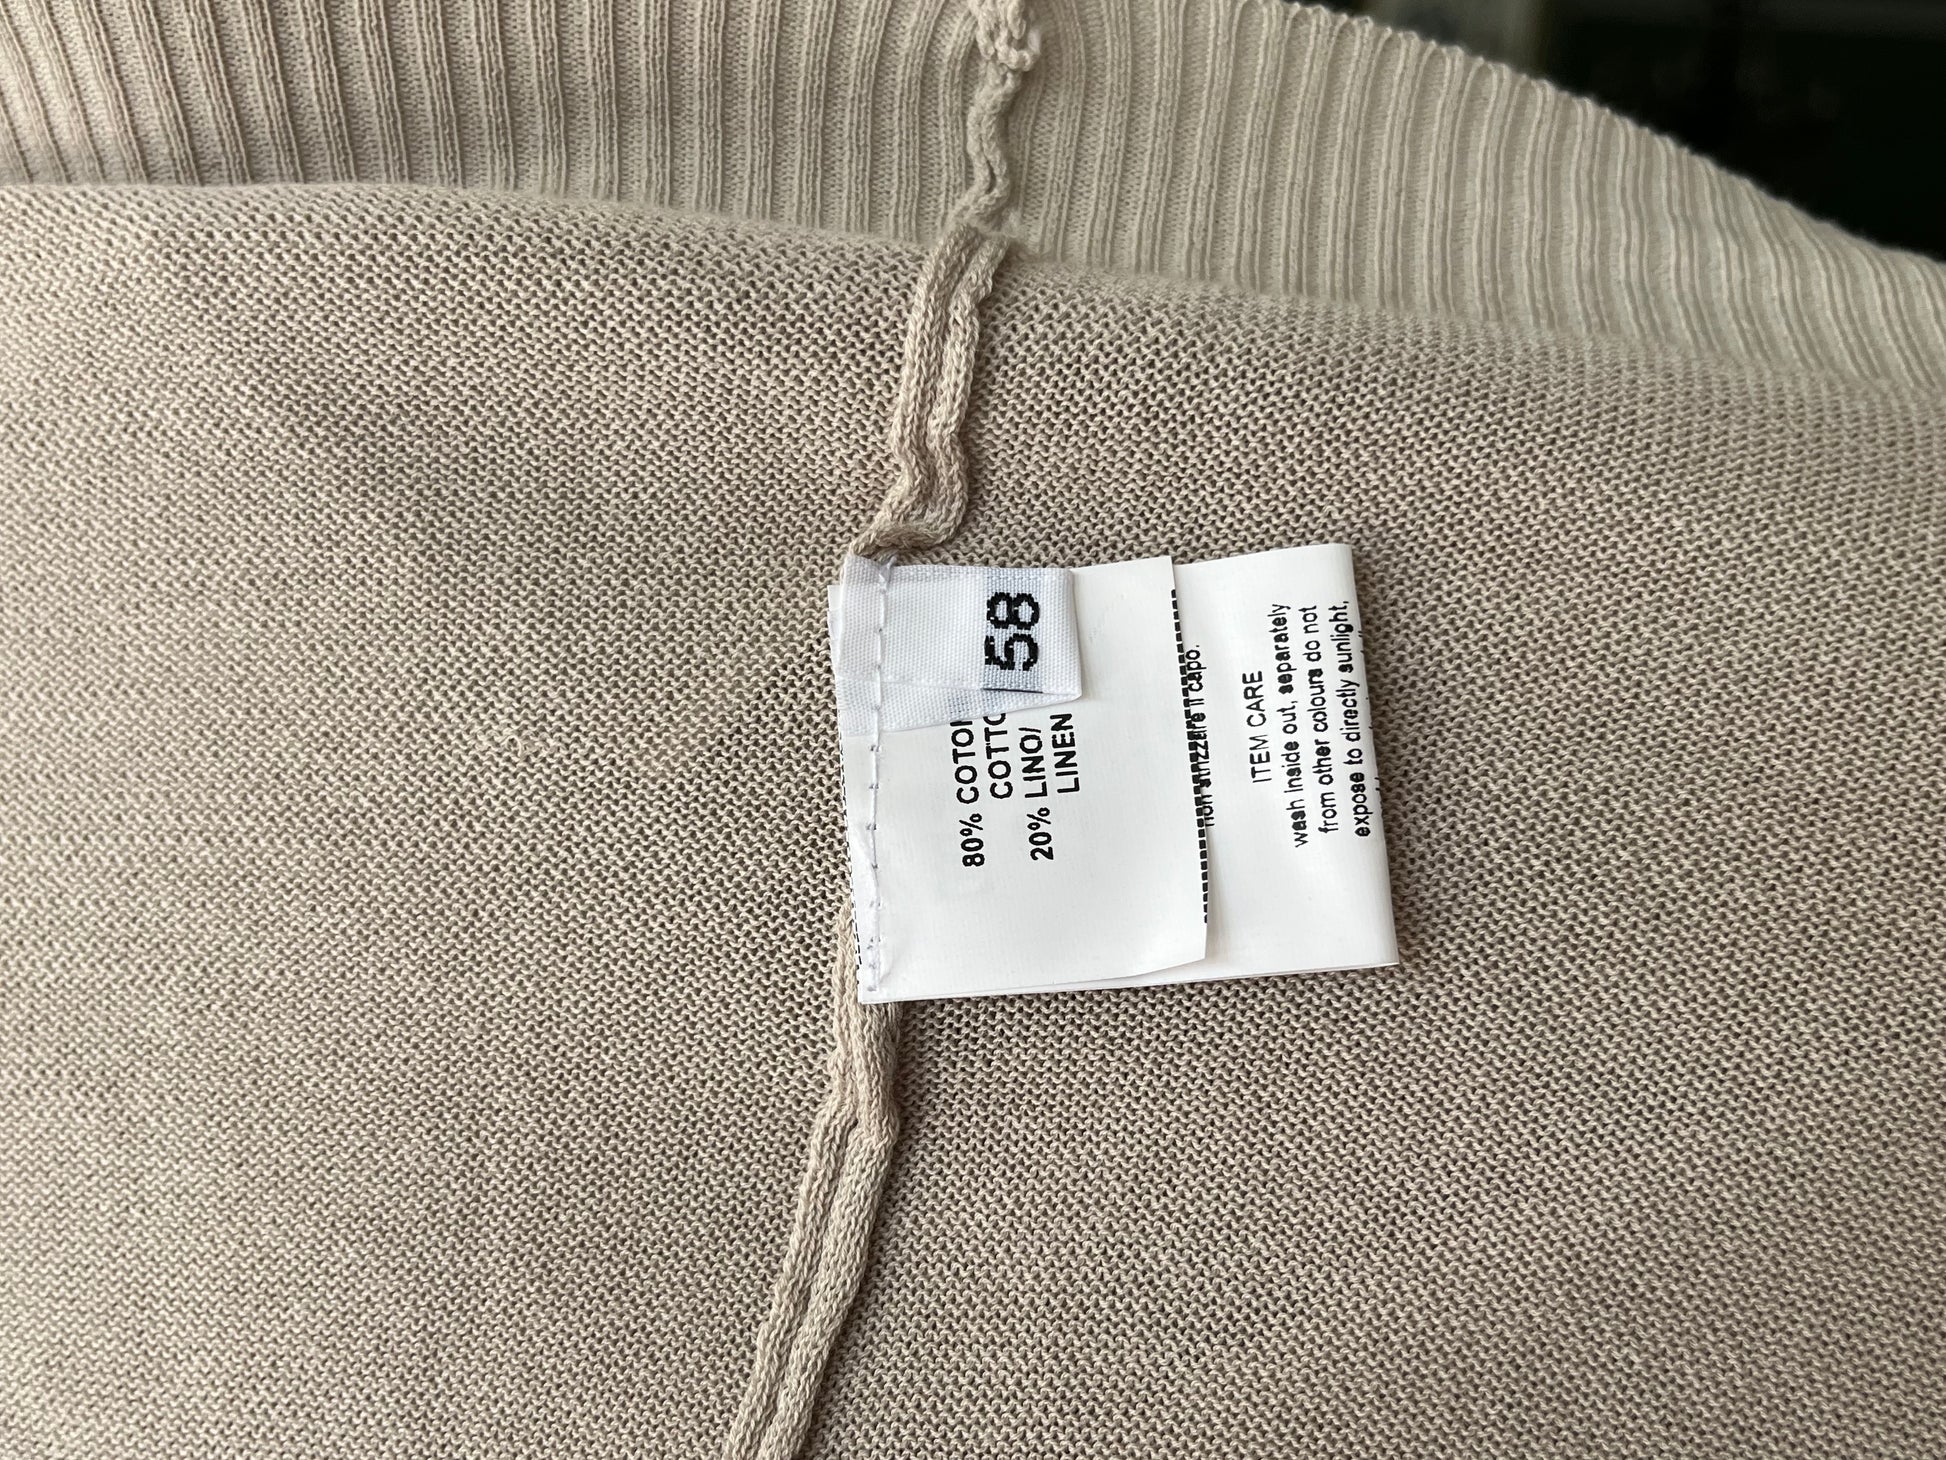 58
80% COTO
COTTO
20% LINO/
LINEN
non strizzare il capo.
ITEM CARE
wash inside out, separately
from other colours do not
expose to directly sunlight,